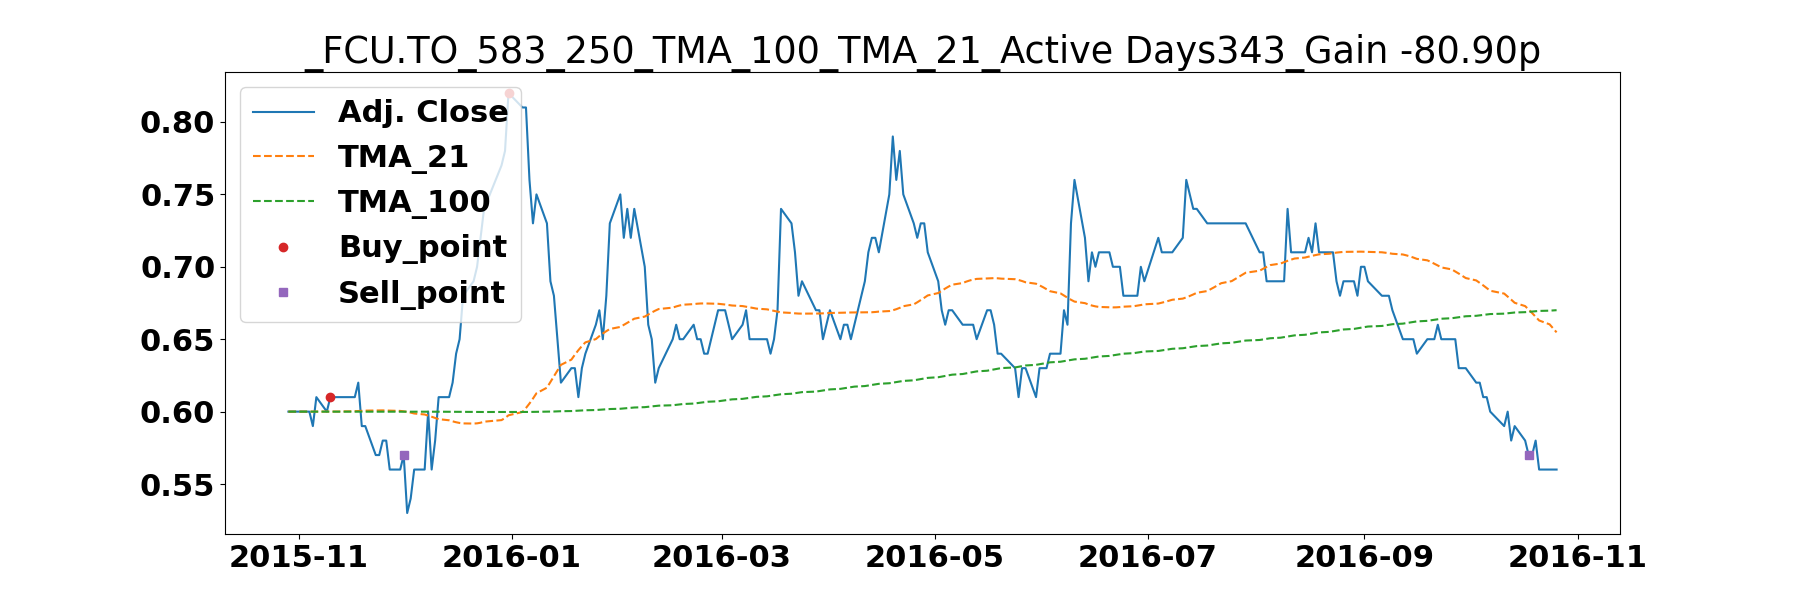 _FCU.TO_583_250_TMA_100_TMA_21_Active Days343_Gain -80.90p
Adj. Close
TMA_21
TMA_100
Buy_point
Sell_point
0.80
0.75
0.70
0.65
0.60
0.55
2015-11 2016-01 2016-03 2016-05 2016-07 2016-09 2016-11